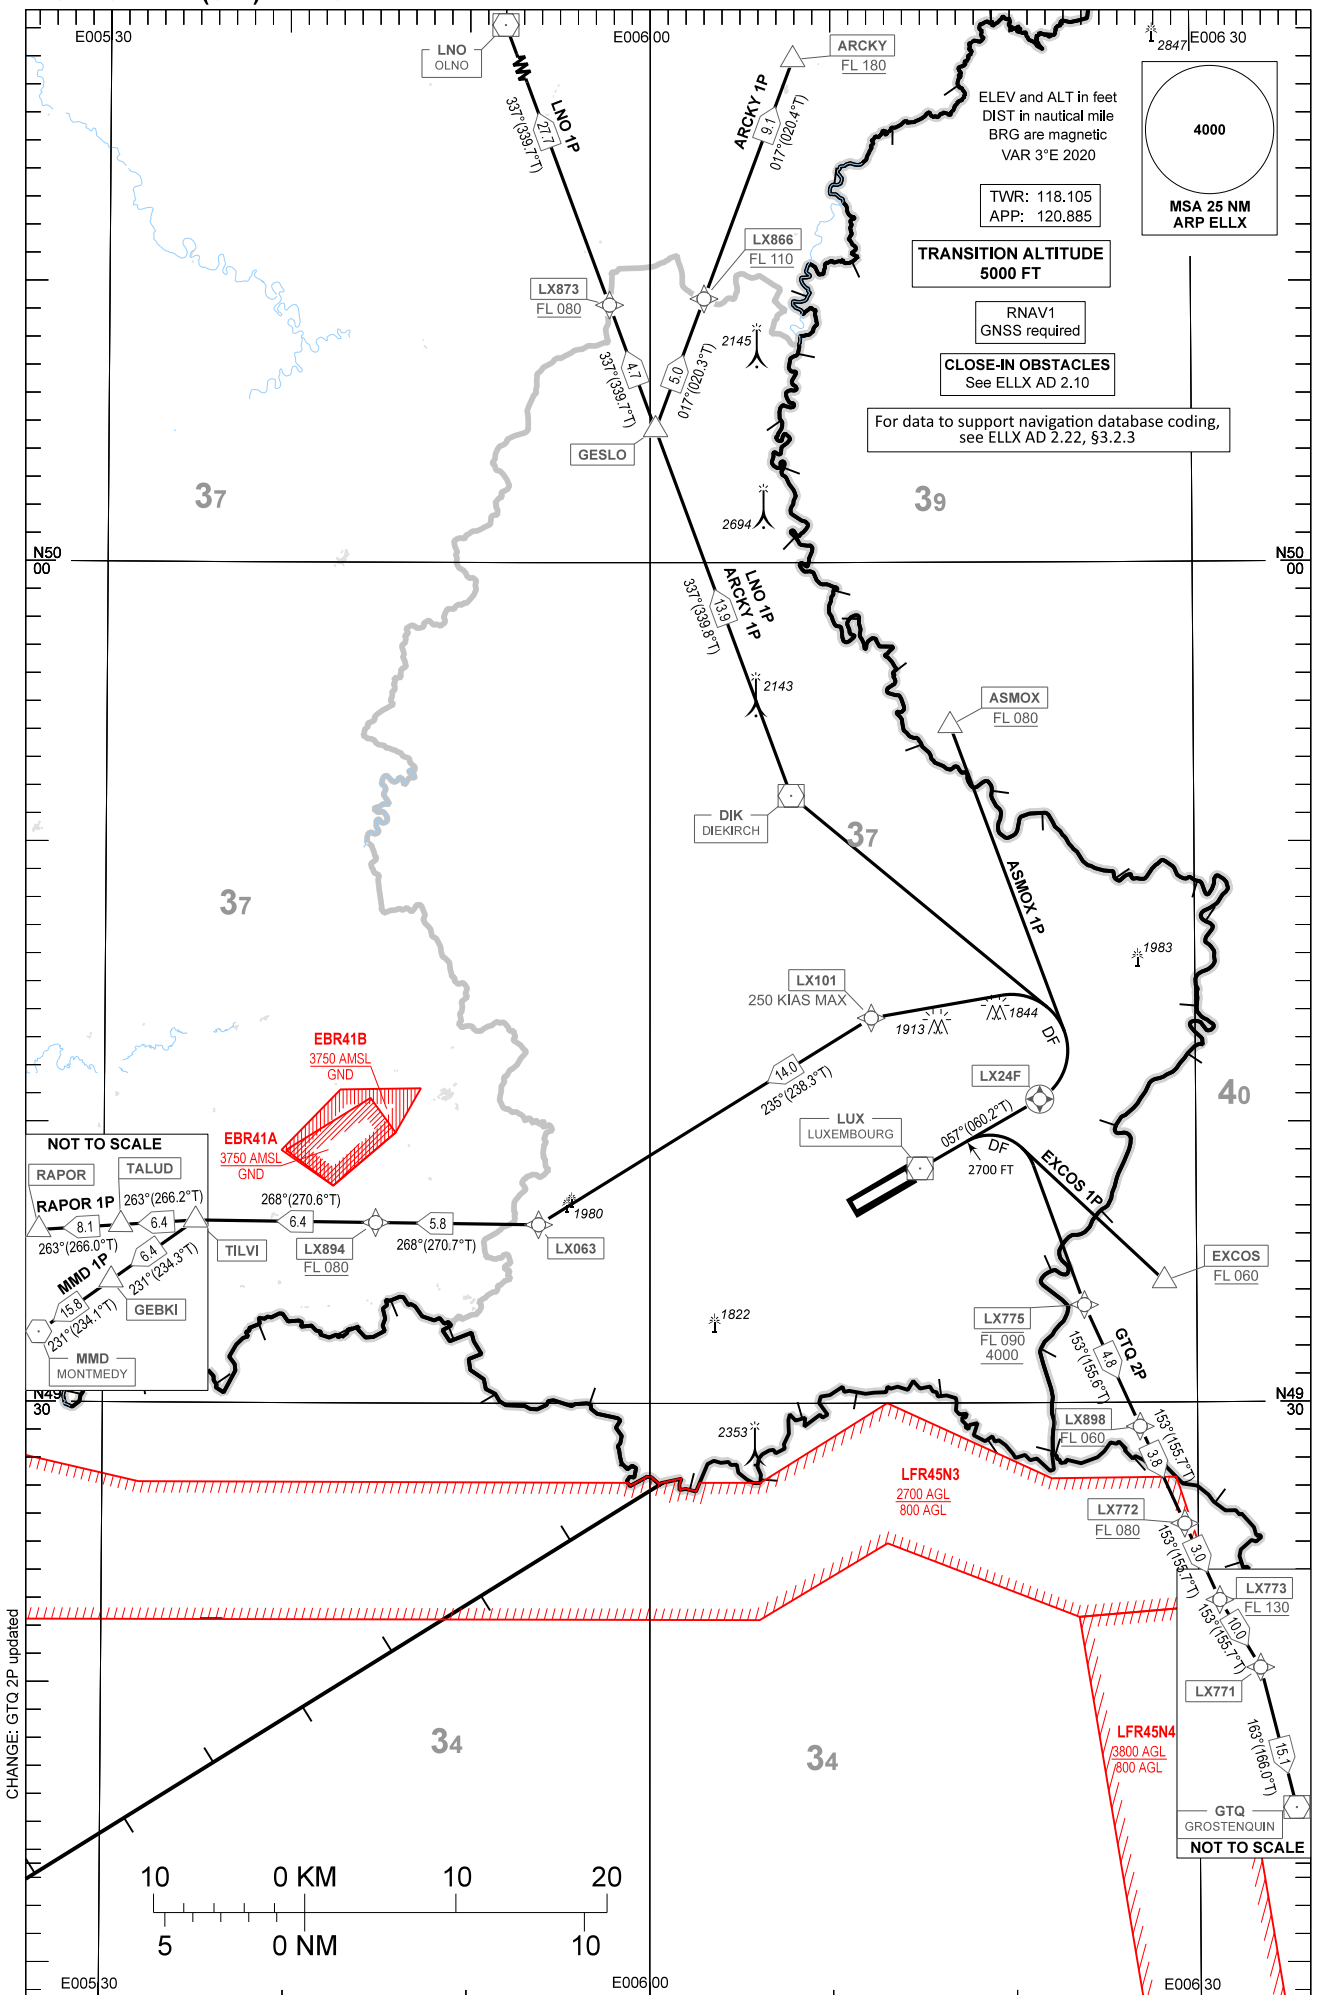 E005 30
E006 00
E006 30
LNO
OLNO
ARCKY
FL 180
2847
ELEV and ALT in feet
DIST in nautical mile
BRG are magnetic
VAR 3°E 2020
4000
MSA 25 NM
ARP ELLX
TWR: 118.105
APP: 120.885
TRANSITION ALTITUDE
5000 FT
RNAV1
GNSS required
CLOSE-IN OBSTACLES
See ELLX AD 2.10
For data to support navigation database coding,
see ELLX AD 2.22, §3.2.3
LNO 1P
27.7
337°(339.7°T)
ARCKY 1P
9.1
017°(020.4°T)
LX866
FL 110
LX873
FL 080
4.7
337°(339.7°T)
5.0
017°(020.3°T)
2145
GESLO
37
39
2694
N50
00
N50
00
LNO 1P
ARCKY 1P
13.9
337°(339.8°T)
2143
ASMOX
FL 080
DIK
DIEKIRCH
37
37
ASMOX 1P
1983
LX101
250 KIAS MAX
1913
1844
DF
EBR41B
3750 AMSL
GND
14.0
235°(238.3°T)
LX24F
40
EBR41A
3750 AMSL
GND
LUX
LUXEMBOURG
057°(060.2°T)
DF
2700 FT
EXCOS 1P
NOT TO SCALE
RAPOR
TALUD
RAPOR 1P
263°(266.2°T)
8.1
6.4
263°(266.0°T)
TILVI
MMD 1P
6.4
231°(234.3°T)
GEBKI
15.8
231°(234.1°T)
MMD
MONTMEDY
268°(270.6°T)
6.4
5.8
268°(270.7°T)
LX894
FL 080
LX063
1980
EXCOS
FL 060
1822
LX775
FL 090
4000
GTQ 2P
4.8
153°(155.6°T)
N49
30
N49
30
2353
LX898
FL 060
153°(155.7°T)
3.8
LFR45N3
2700 AGL
800 AGL
LX772
FL 080
3.0
153°(155.7°T)
LX773
FL 130
10.0
153°(155.7°T)
LX771
15.1
163°(166.0°T)
LFR45N4
3800 AGL
800 AGL
GTQ
GROSTENQUIN
NOT TO SCALE
34
34
CHANGE: GTQ 2P updated
10
0 KM
10
20
5
0 NM
10
E005 30
E006 00
E006 30